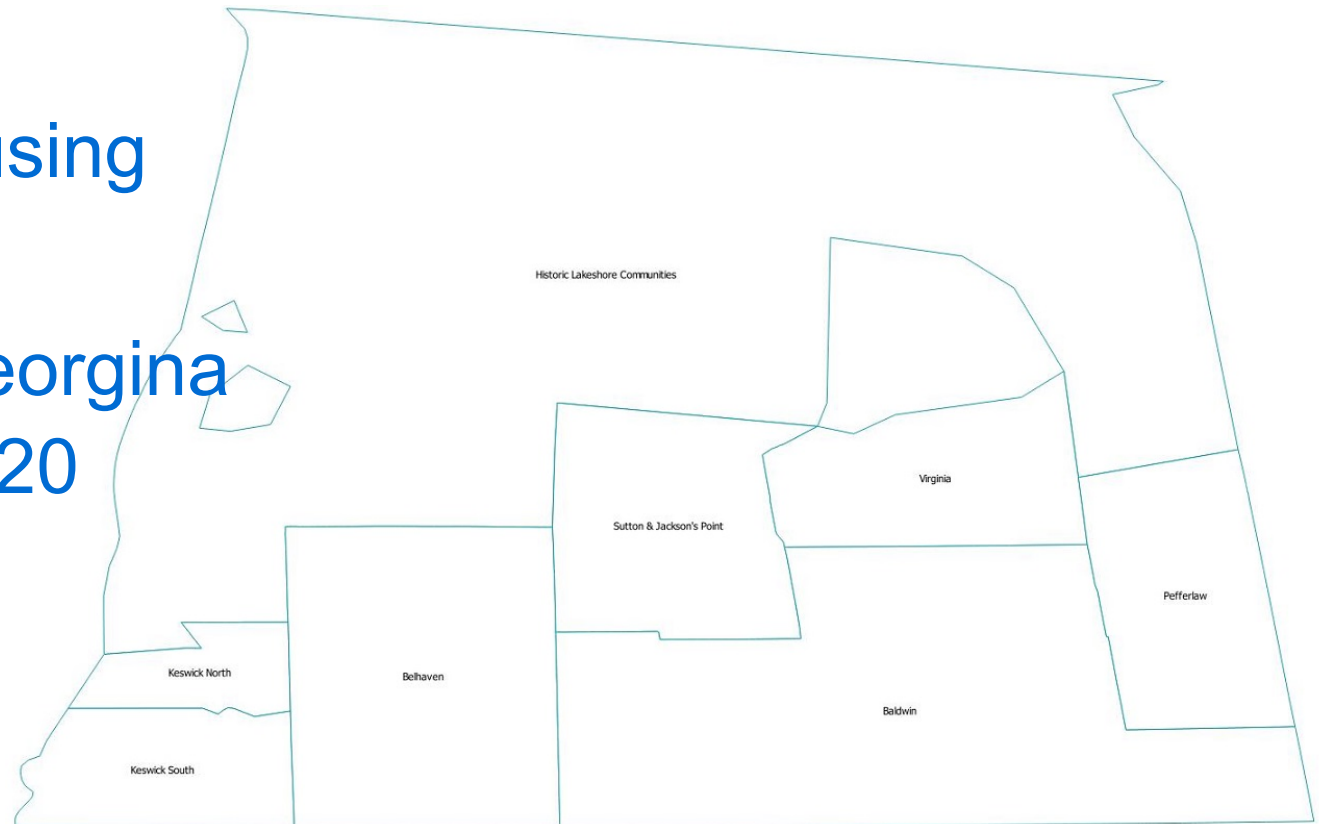 using
eorgina
20
Historic Lakeshore Communities
Virginia
Sutton & Jackson's Point
Pefferlaw
Keswick North
Belhaven
Baldwin
Keswick South